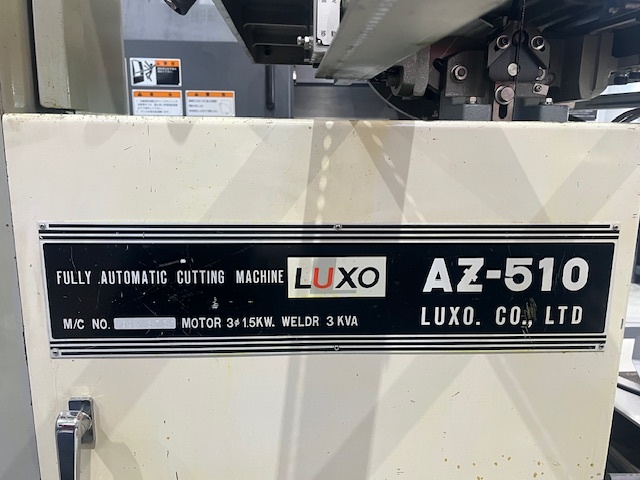 FULLY AUTOMATIC CUTTING MACHINE LUXO AZ-510
M/C NO. MOTOR 3φ1.5KW. WELDR 3 KVA LUXO. CO., LTD